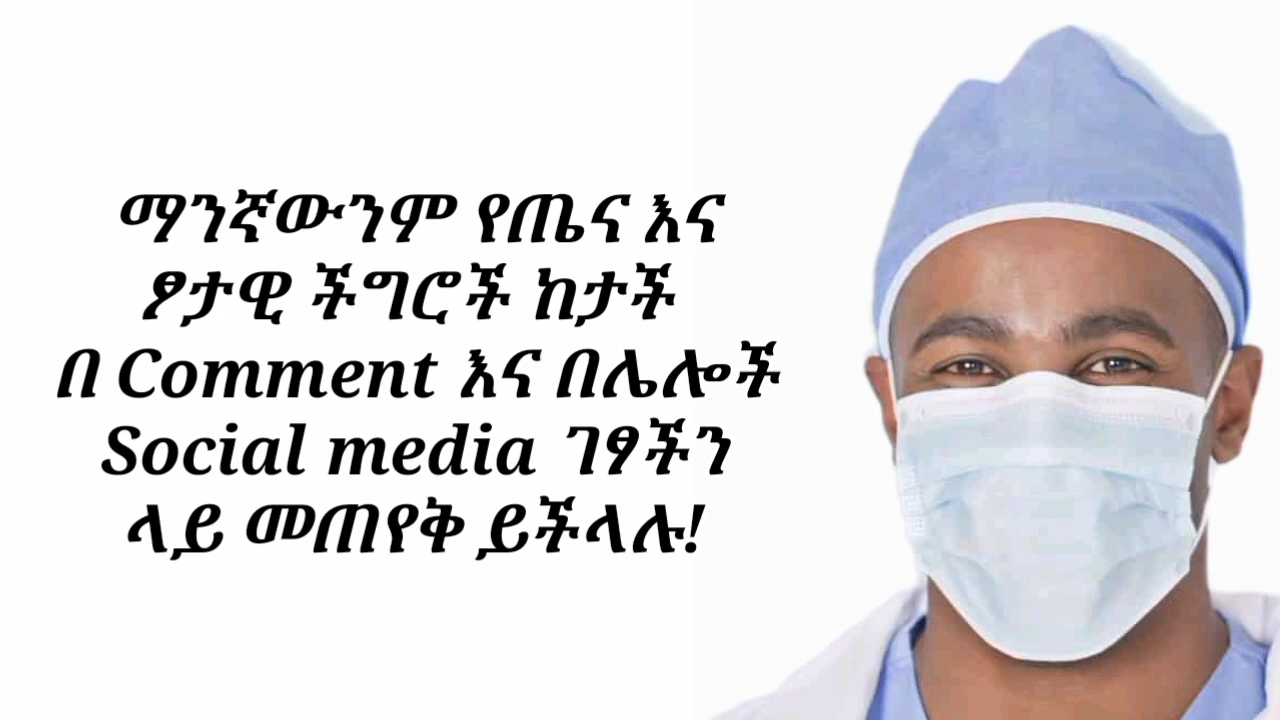 ማንኛውንም የጤና እና
ፆታዊ ችግሮች ከታች
በ Comment እና በሌሎች
Social media ገፃችን
ላይ መጠየቅ ይችላሉ!